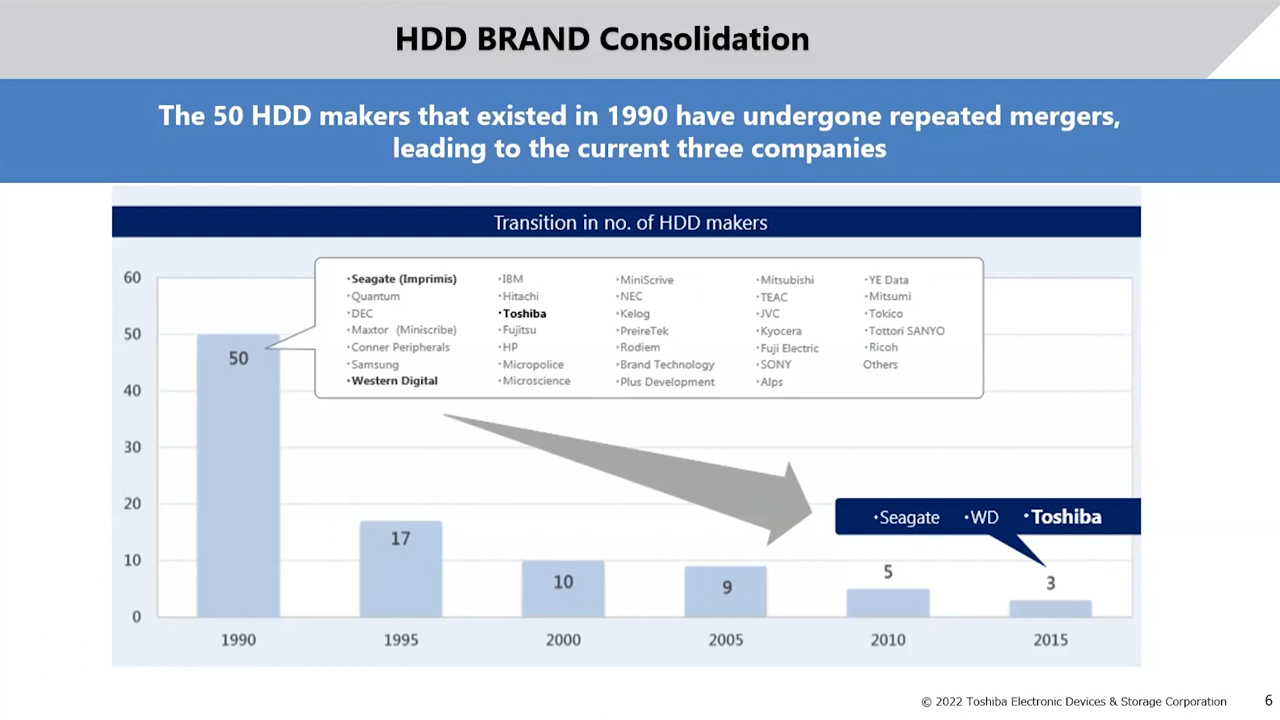 HDD BRAND Consolidation
The 50 HDD makers that existed in 1990 have undergone repeated mergers,
leading to the current three companies
Transition in no. of HDD makers
60
50
40
30
20
10
0
・Seagate (Imprimis)
・Quantum
・DEC
・Maxtor (Miniscribe)
・Conner Peripherals
・Samsung
・Western Digital
・IBM
・Hitachi
・Toshiba
・Fujitsu
・HP
・Micropolice
・Microscience
・MiniScrive
・NEC
・Kelog
・PreireTek
・Rodiem
・Brand Technology
・Plus Development
・Mitsubishi
・TEAC
・JVC
・Kyocera
・Fuji Electric
・SONY
・Alps
・YE Data
・Mitsumi
・Tokico
・Tottori SANYO
・Ricoh
Others
・Seagate ・WD ・Toshiba
50
17
10
9
5
3
1990 1995 2000 2005 2010 2015
© 2022 Toshiba Electronic Devices & Storage Corporation 6